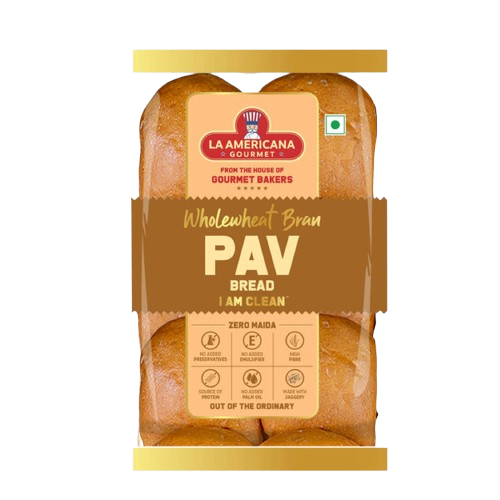 LA AMERICANA
GOURMET
FROM THE HOUSE OF
GOURMET BAKERS
Wholewheat Bran
PAV
BREAD
I AM CLEAN*
ZERO MAIDA
NO ADDED PRESERVATIVES
NO ADDED EMULSIFIER
HIGH FIBRE
SOURCE OF PROTEIN
NO ADDED PALM OIL
MADE WITH JAGGERY
OUT OF THE ORDINARY